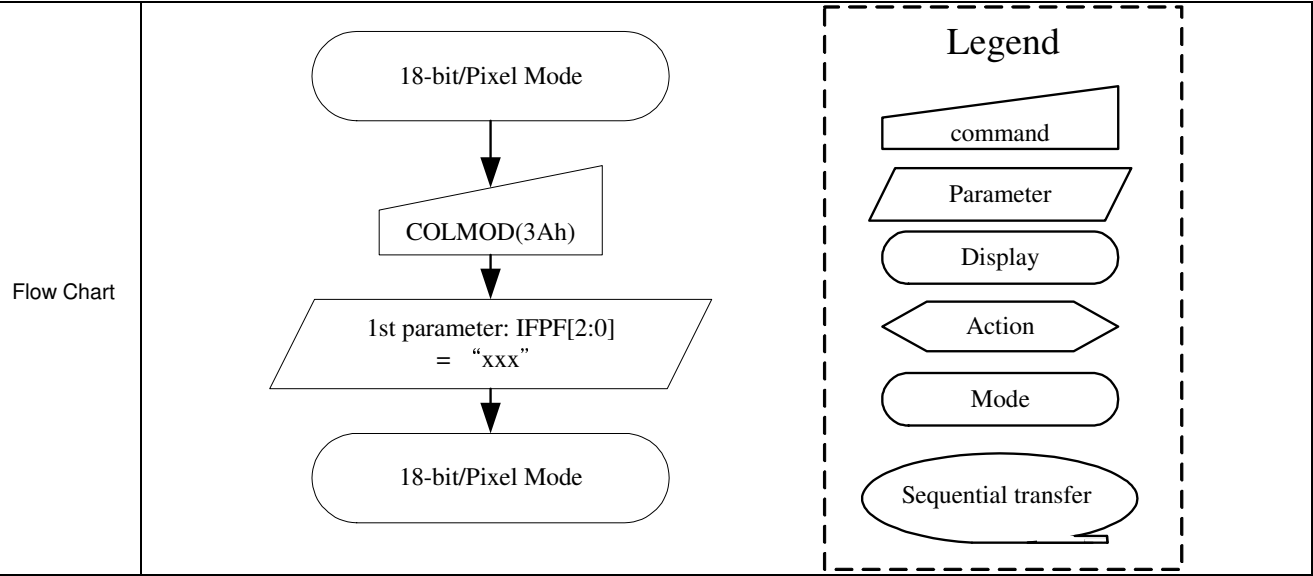 Flow Chart
18-bit/Pixel Mode
COLMOD(3Ah)
1st parameter: IFPF[2:0]
= “xxx”
18-bit/Pixel Mode
Legend
command
Parameter
Display
Action
Mode
Sequential transfer